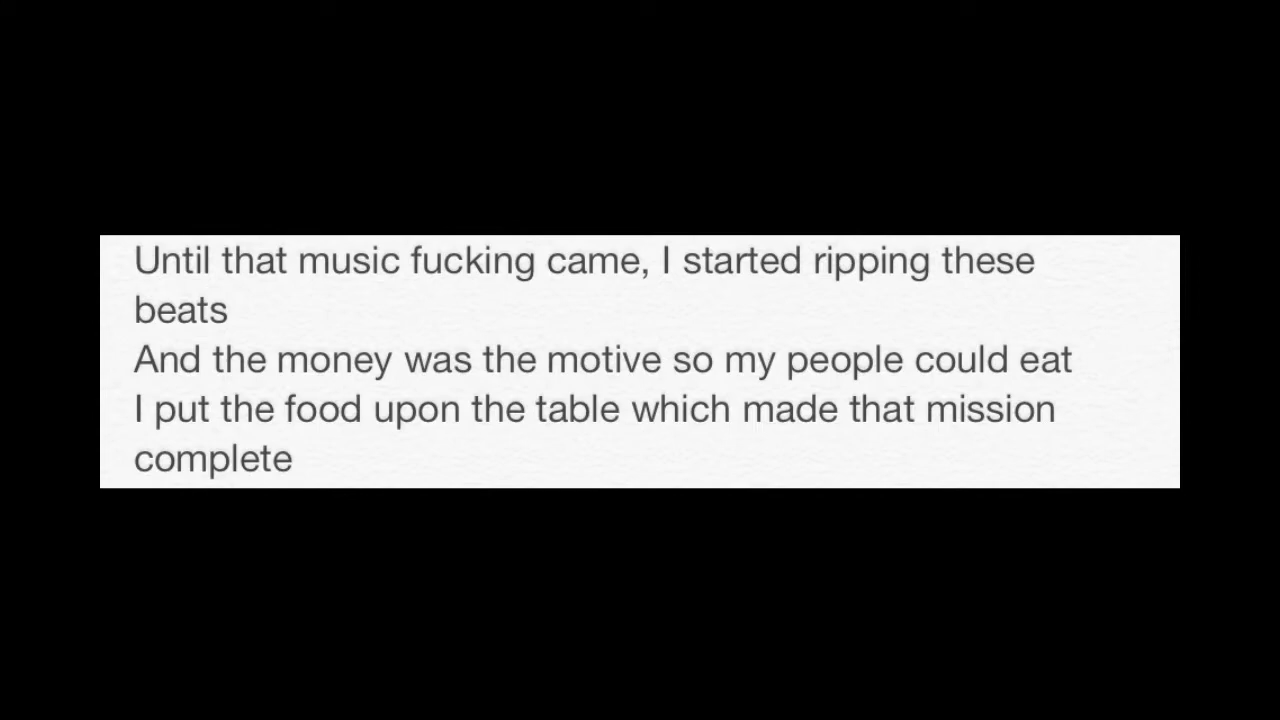 Until that music fucking came, I started ripping these
beats
And the money was the motive so my people could eat
I put the food upon the table which made that mission
complete